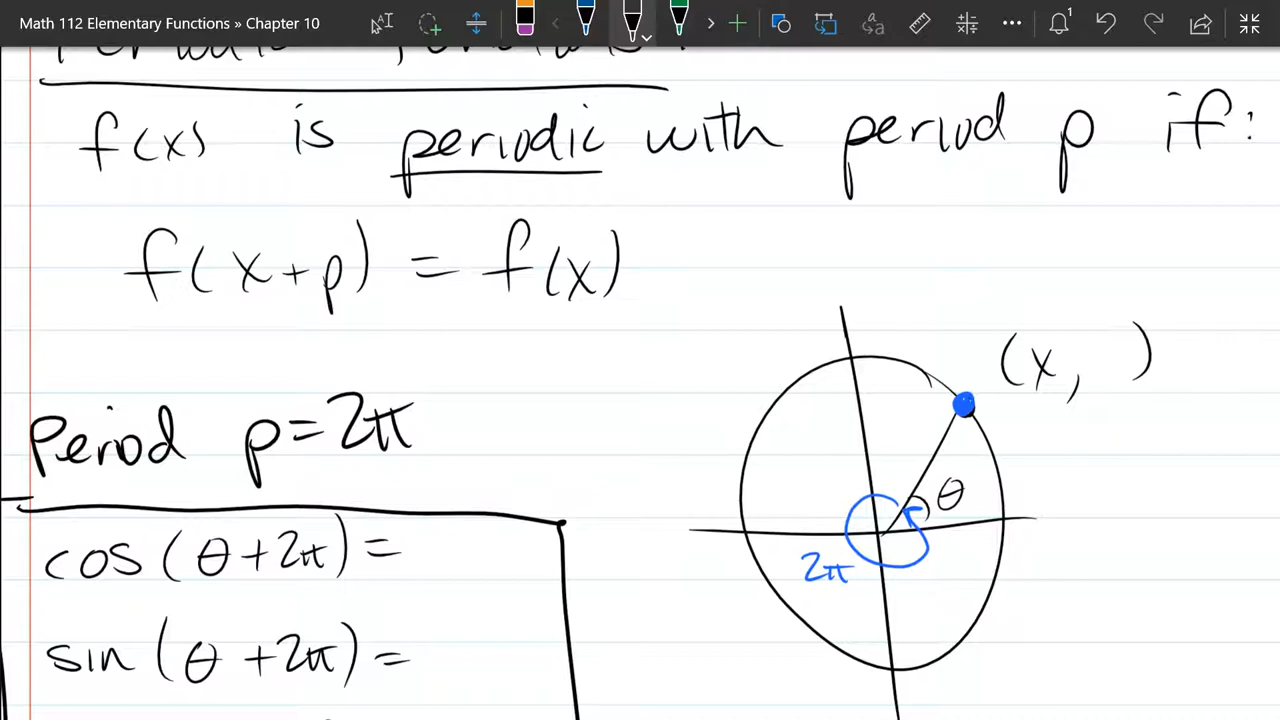 Math 112 Elementary Functions » Chapter 10
f(x) is periodic with period p if:
f(x+p) = f(x)
(x, )
Period p=2π
θ
2π
cos(θ+2π)=
sin(θ+2π)=